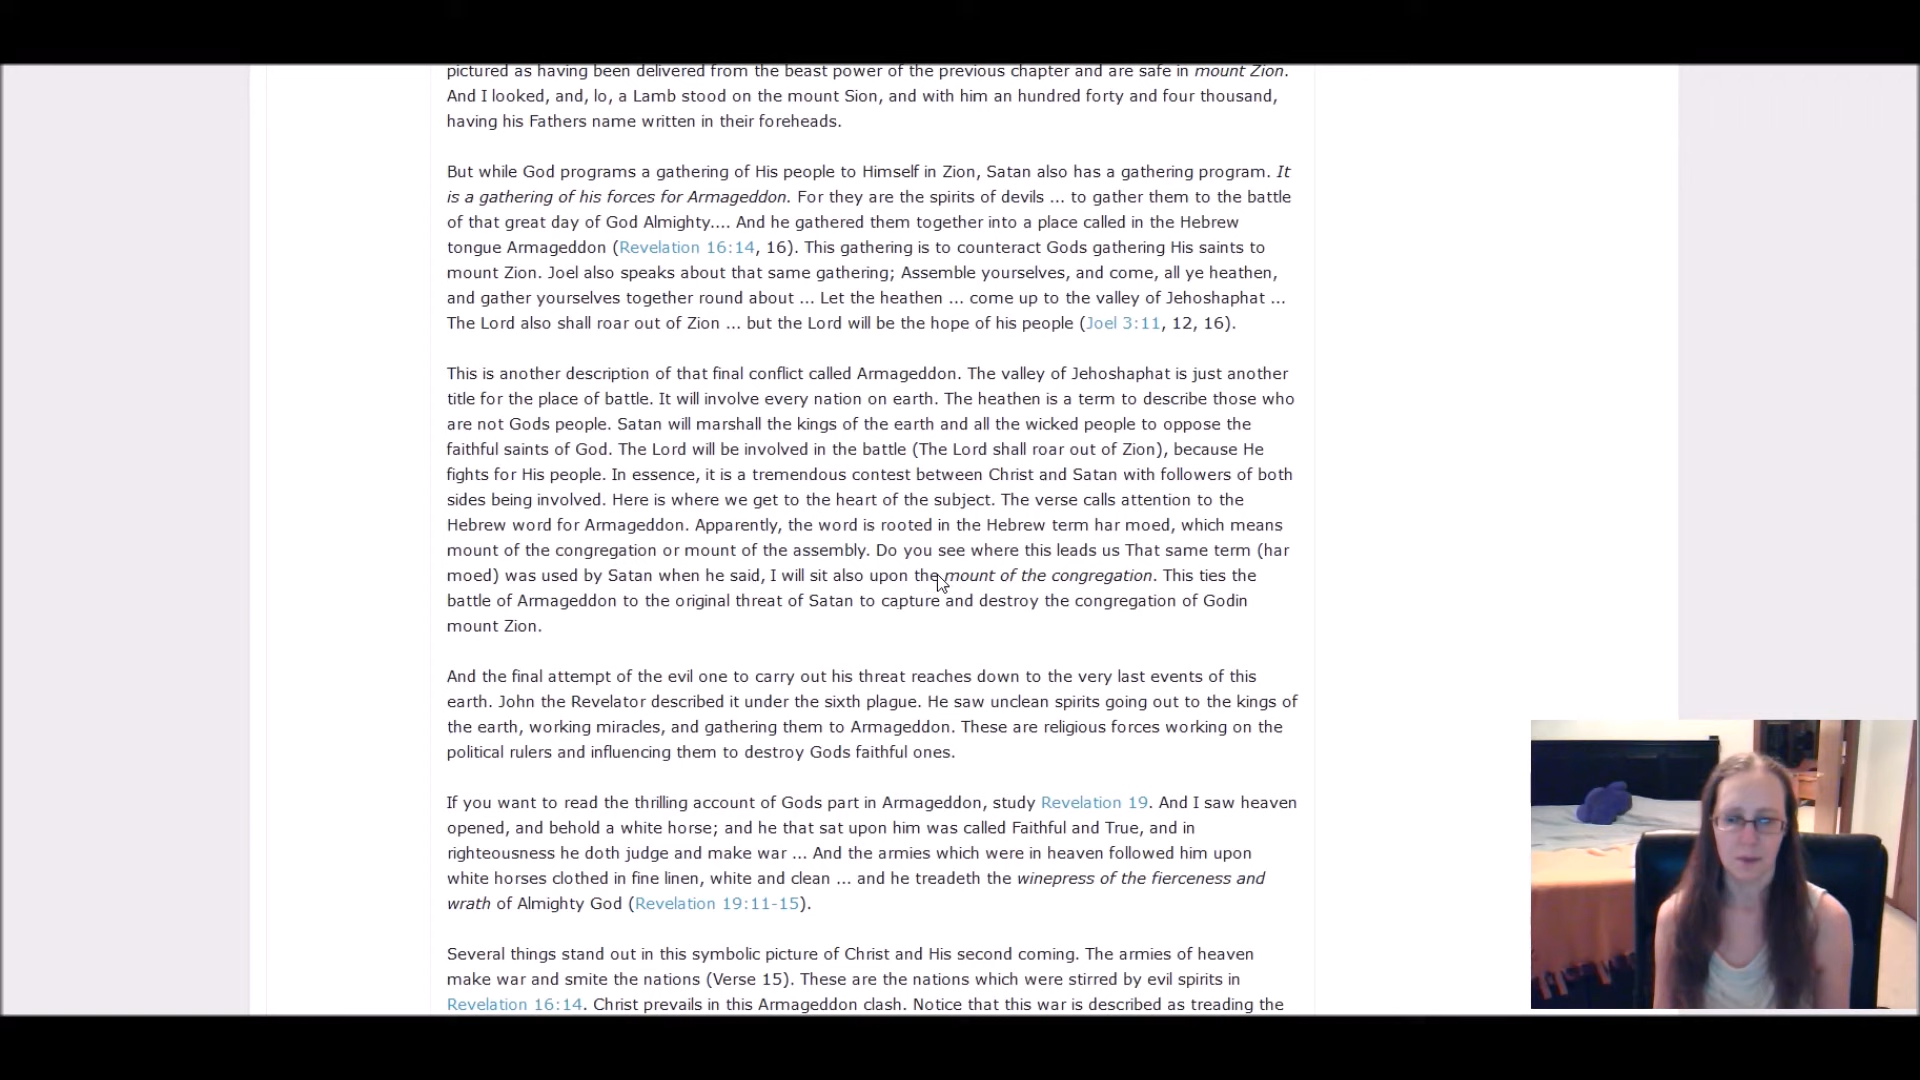 pictured as having been delivered from the beast power of the previous chapter and are safe in mount Zion.
And I looked, and, lo, a Lamb stood on the mount Sion, and with him an hundred forty and four thousand,
having his Fathers name written in their foreheads.
But while God programs a gathering of His people to Himself in Zion, Satan also has a gathering program. It
is a gathering of his forces for Armageddon. For they are the spirits of devils ... to gather them to the battle
of that great day of God Almighty.... And he gathered them together into a place called in the Hebrew
tongue Armageddon (Revelation 16:14, 16). This gathering is to counteract Gods gathering His saints to
mount Zion. Joel also speaks about that same gathering; Assemble yourselves, and come, all ye heathen,
and gather yourselves together round about ... Let the heathen ... come up to the valley of Jehoshaphat ...
The Lord also shall roar out of Zion ... but the Lord will be the hope of his people (Joel 3:11, 12, 16).
This is another description of that final conflict called Armageddon. The valley of Jehoshaphat is just another
title for the place of battle. It will involve every nation on earth. The heathen is a term to describe those who
are not Gods people. Satan will marshall the kings of the earth and all the wicked people to oppose the
faithful saints of God. The Lord will be involved in the battle (The Lord shall roar out of Zion), because He
fights for His people. In essence, it is a tremendous contest between Christ and Satan with followers of both
sides being involved. Here is where we get to the heart of the subject. The verse calls attention to the
Hebrew word for Armageddon. Apparently, the word is rooted in the Hebrew term har moed, which means
mount of the congregation or mount of the assembly. Do you see where this leads us That same term (har
moed) was used by Satan when he said, I will sit also upon the mount of the congregation. This ties the
battle of Armageddon to the original threat of Satan to capture and destroy the congregation of Godin
mount Zion.
And the final attempt of the evil one to carry out his threat reaches down to the very last events of this
earth. John the Revelator described it under the sixth plague. He saw unclean spirits going out to the kings of
the earth, working miracles, and gathering them to Armageddon. These are religious forces working on the
political rulers and influencing them to destroy Gods faithful ones.
If you want to read the thrilling account of Gods part in Armageddon, study Revelation 19. And I saw heaven
opened, and behold a white horse; and he that sat upon him was called Faithful and True, and in
righteousness he doth judge and make war ... And the armies which were in heaven followed him upon
white horses clothed in fine linen, white and clean ... and he treadeth the winepress of the fierceness and
wrath of Almighty God (Revelation 19:11-15).
Several things stand out in this symbolic picture of Christ and His second coming. The armies of heaven
make war and smite the nations (Verse 15). These are the nations which were stirred by evil spirits in
Revelation 16:14. Christ prevails in this Armageddon clash. Notice that this war is described as treading the